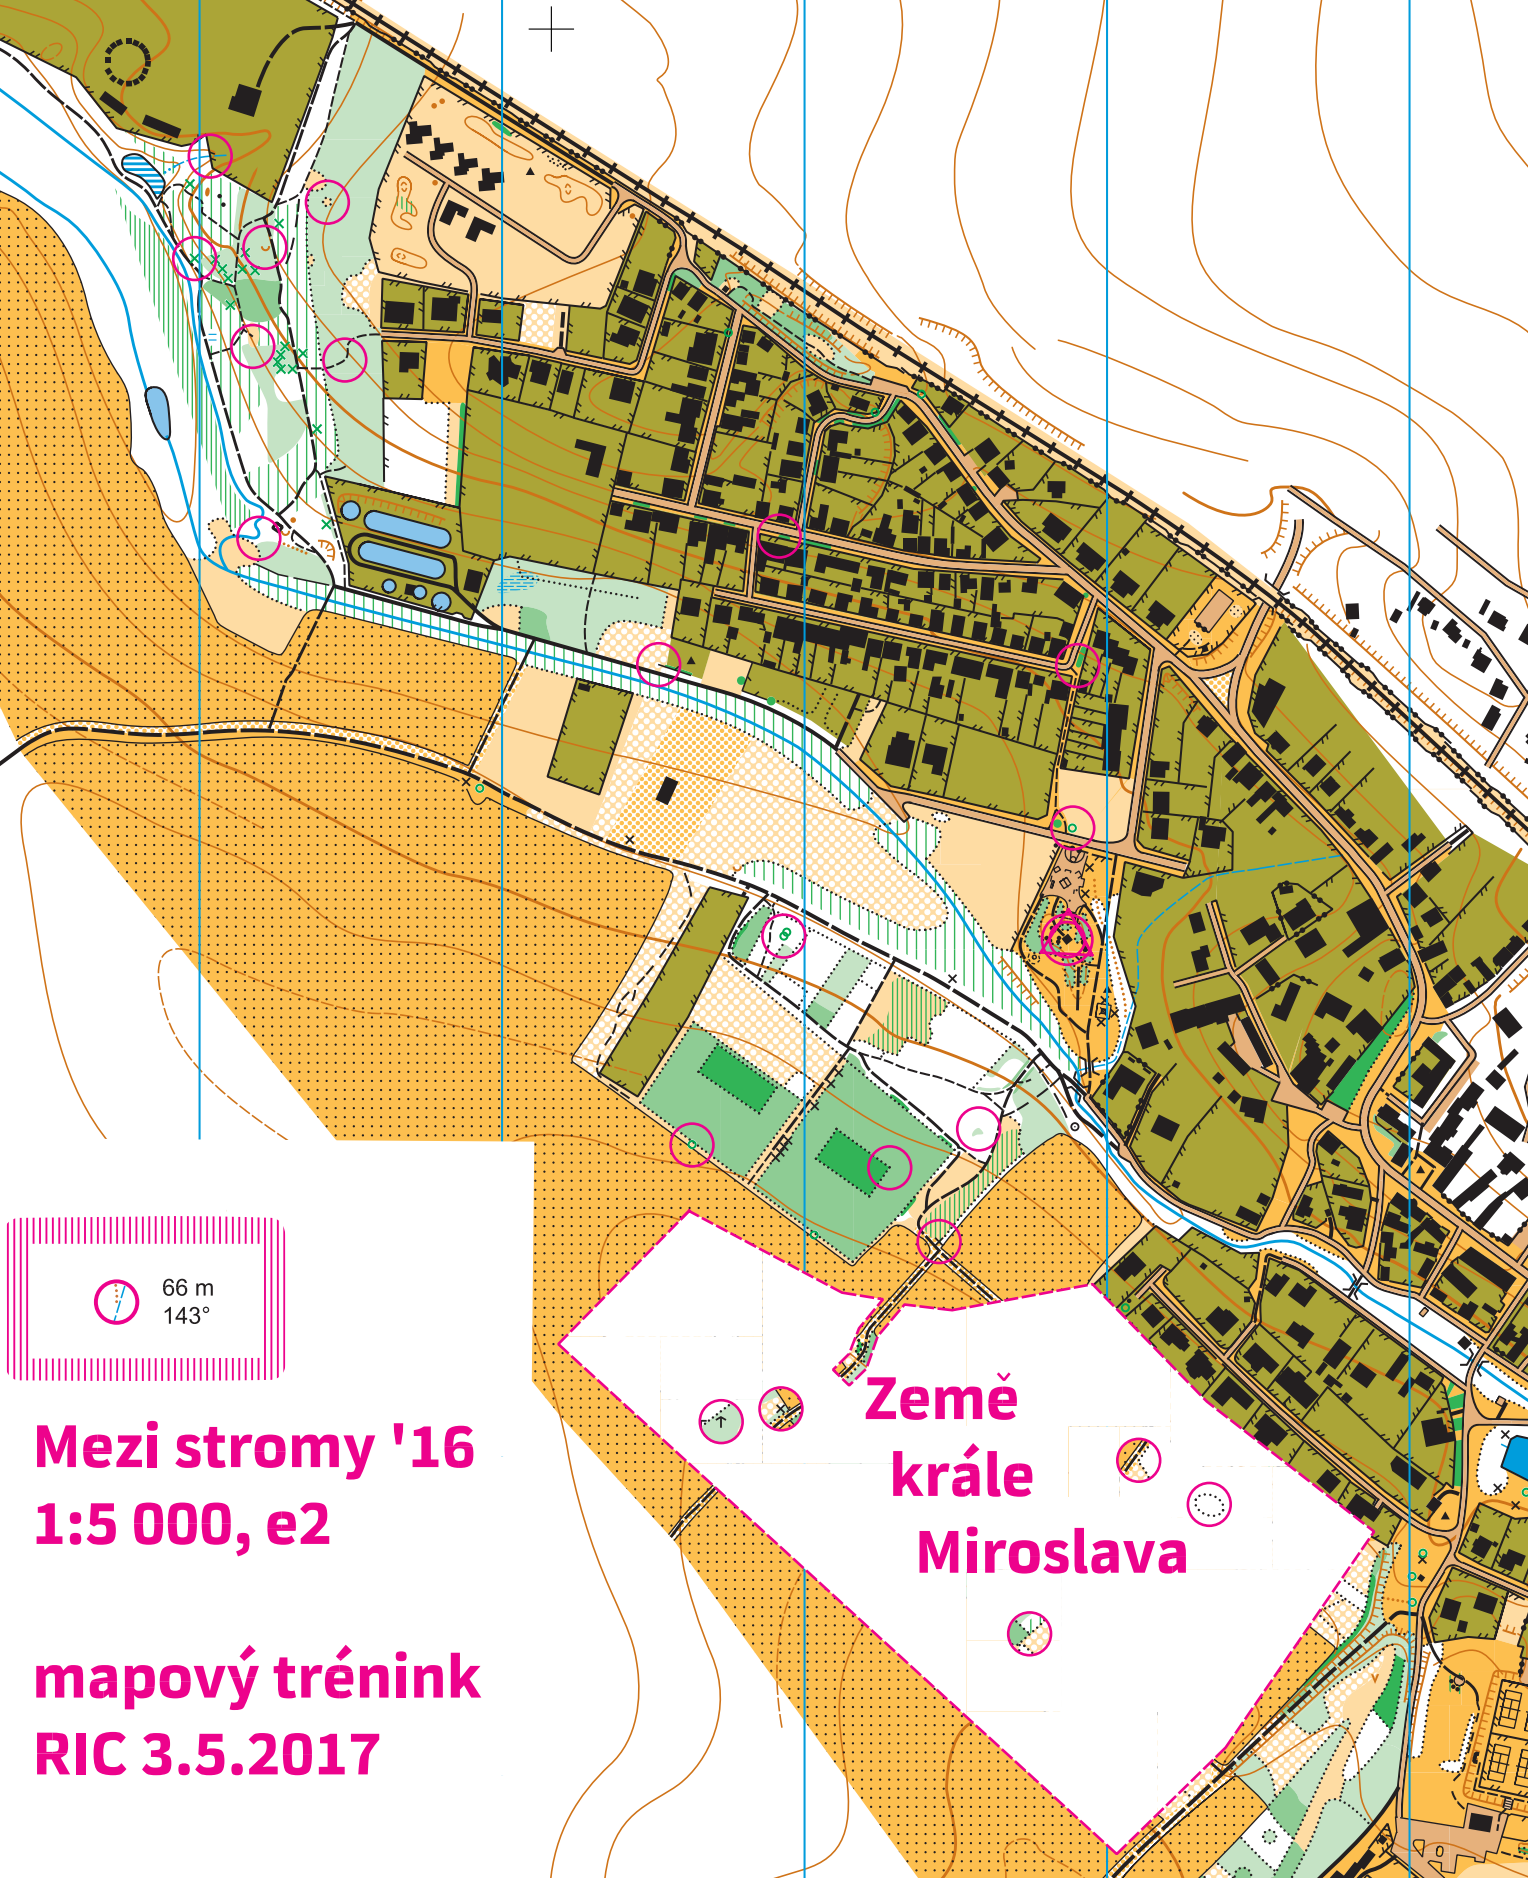 66 m
143°
Země
krále
Miroslava
Mezi stromy '16
1:5 000, e2
mapový trénink
RIC 3.5.2017